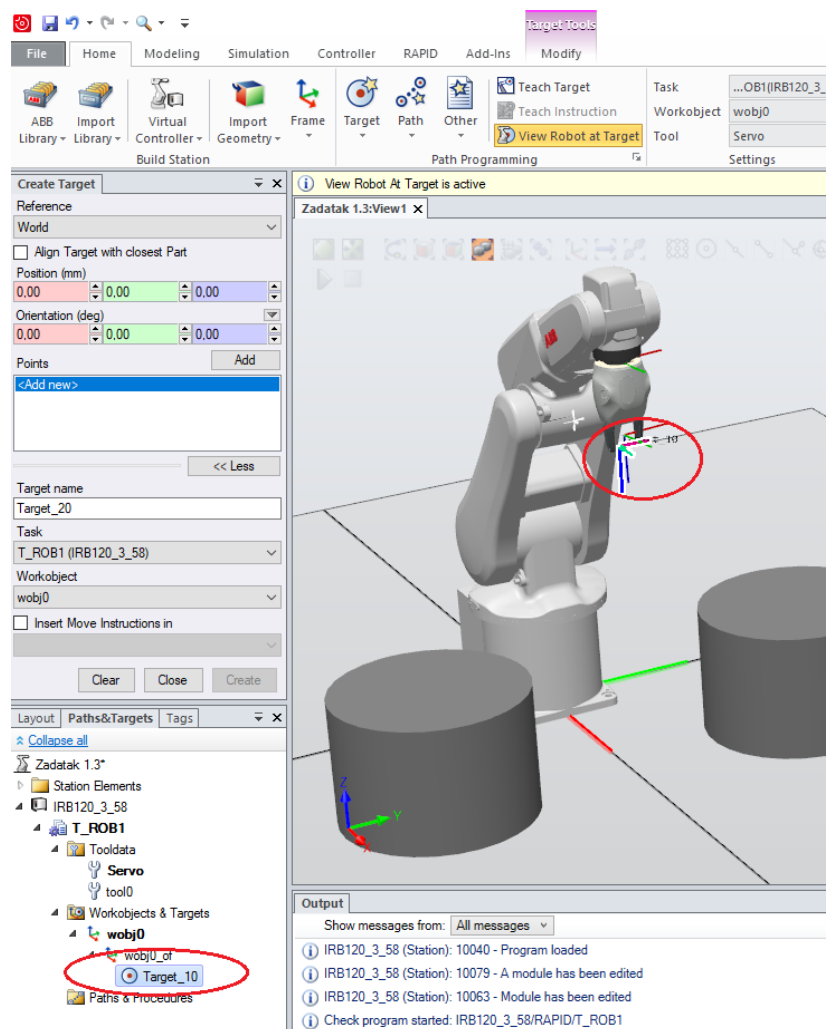 Target Tools
File Home Modeling Simulation Controller RAPID Add-Ins Modify
ABB Library
Import Library
Virtual Controller
Import Geometry
Frame
Target
Path
Other
Teach Target
Teach Instruction
View Robot at Target
Task ...OB1(IRB120_3_
Workobject wobj0
Tool Servo
Build Station
Path Programming
Settings
Create Target
Reference
World
Align Target with closest Part
Position (mm)
0,00 0,00 0,00
Orientation (deg)
0,00 0,00 0,00
Points
Add
<Add new>
<< Less
Target name
Target_20
Task
T_ROB1 (IRB120_3_58)
Workobject
wobj0
Insert Move Instructions in
Clear Close Create
Layout Paths&Targets Tags
Collapse all
Zadatak 1.3*
Station Elements
IRB120_3_58
T_ROB1
Tooldata
Servo
tool0
Workobjects & Targets
wobj0
wobj0_of
Target_10
Paths & Procedures
View Robot At Target is active
Zadatak 1.3:View1
ABB
Z
Y
X
Output
Show messages from: All messages
IRB120_3_58 (Station): 10040 - Program loaded
IRB120_3_58 (Station): 10079 - A module has been edited
IRB120_3_58 (Station): 10063 - Module has been edited
Check program started: IRB120_3_58/RAPID/T_ROB1